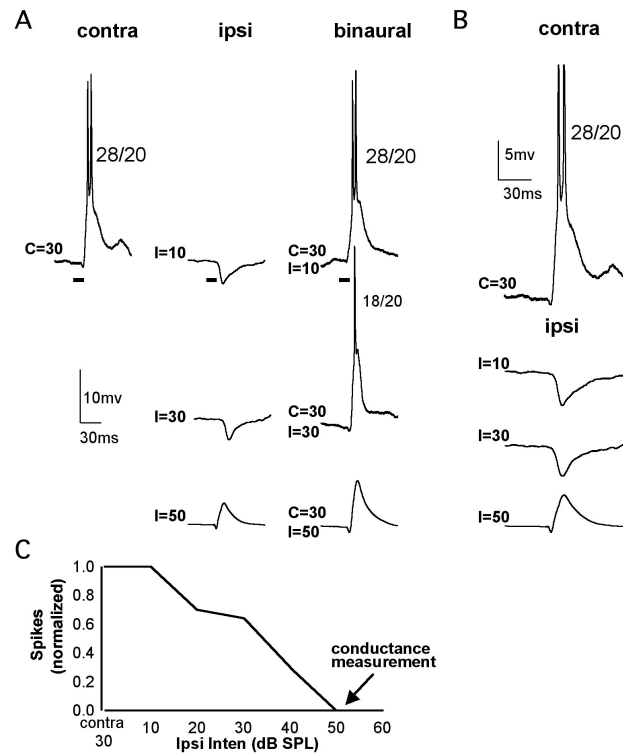 A
contra
ipsi
binaural
28/20
28/20
C=30
I=10
C=30
I=10
18/20
10mv
30ms
I=30
C=30
I=30
I=50
C=30
I=50
B
contra
5mv
30ms
28/20
C=30
ipsi
I=10
I=30
I=50
C
Spikes
(normalized)
1.0
0.8
0.6
0.4
0.2
0.0
conductance
measurement
contra
30
10
20
30
40
50
60
Ipsi Inten (dB SPL)